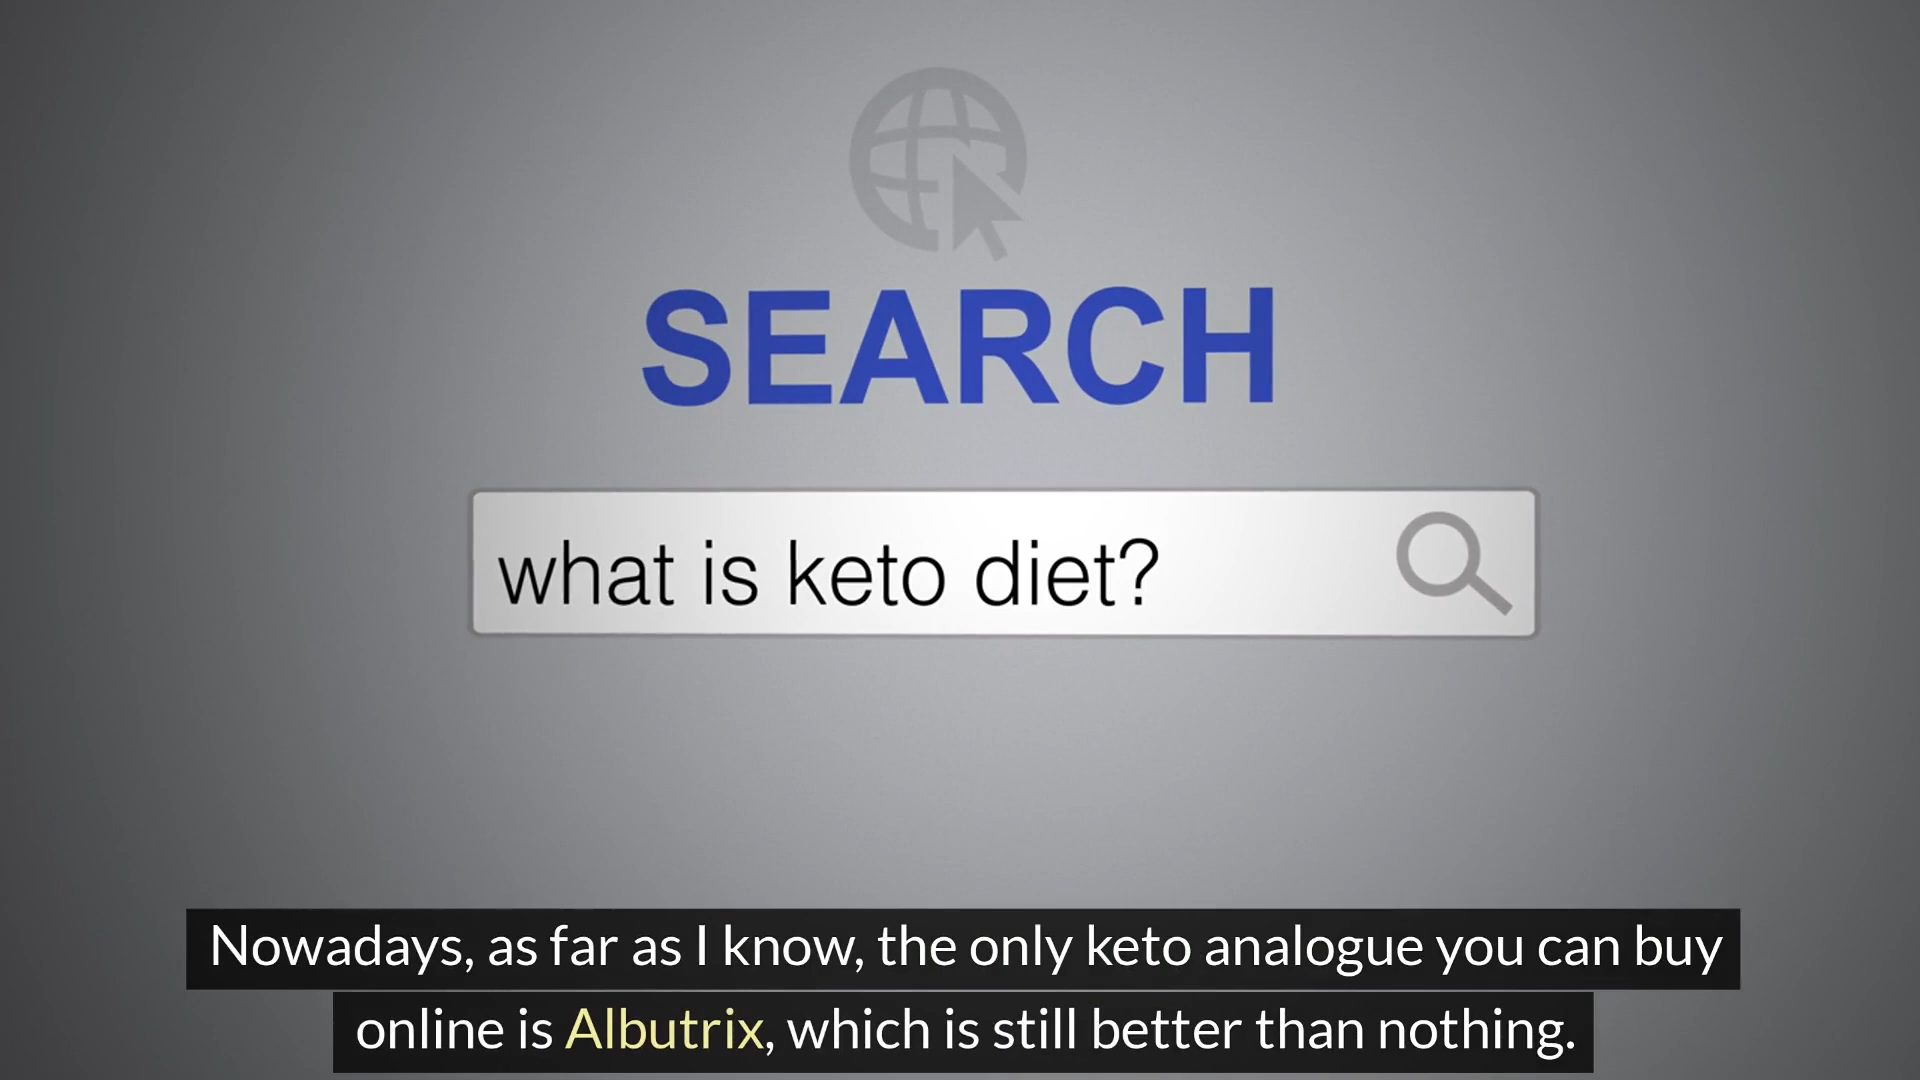 SEARCH
what is keto diet?
Nowadays, as far as I know, the only keto analogue you can buy
online is Albutrix, which is still better than nothing.